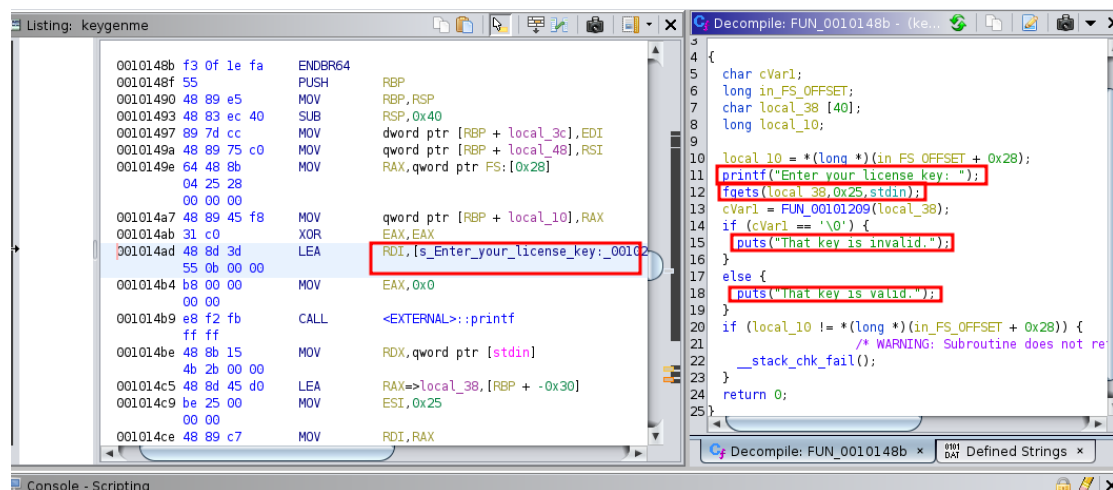 Listing: keygenme
0010148b f3 0f 1e fa ENDBR64
0010148f 55 PUSH RBP
00101490 48 89 e5 MOV RBP,RSP
00101493 48 83 ec 40 SUB RSP,0x40
00101497 89 7d cc MOV dword ptr [RBP + local_3c],EDI
0010149a 48 89 75 c0 MOV qword ptr [RBP + local_48],RSI
0010149e 64 48 8b MOV RAX,qword ptr FS:[0x28]
04 25 28
00 00 00
001014a7 48 89 45 f8 MOV qword ptr [RBP + local_10],RAX
001014ab 31 c0 XOR EAX,EAX
001014ad 48 8d 3d LEA RDI,[s_Enter_your_license_key:_00102
55 0b 00 00
001014b4 b8 00 00 MOV EAX,0x0
00 00
001014b9 e8 f2 fb CALL <EXTERNAL>::printf
ff ff
001014be 48 8b 15 MOV RDX,qword ptr [stdin]
4b 2b 00 00
001014c5 48 8d 45 d0 LEA RAX=>local_38,[RBP + -0x30]
001014c9 be 25 00 MOV ESI,0x25
00 00
001014ce 48 89 c7 MOV RDI,RAX
Decompile: FUN_0010148b - (ke...
3
4 {
5 char cVar1;
6 long in_FS_OFFSET;
7 char local_38 [40];
8 long local_10;
9
10 local_10 = *(long *)(in_FS_OFFSET + 0x28);
11 printf("Enter your license key: ");
12 fgets(local_38,0x25,stdin);
13 cVar1 = FUN_00101209(local_38);
14 if (cVar1 == '\0') {
15 puts("That key is invalid.");
16 }
17 else {
18 puts("That key is valid.");
19 }
20 if (local_10 != *(long *)(in_FS_OFFSET + 0x28)) {
21 /* WARNING: Subroutine does not re
22 __stack_chk_fail();
23 }
24 return 0;
25 }
Decompile: FUN_0010148b ×
Defined Strings ×
Console - Scripting